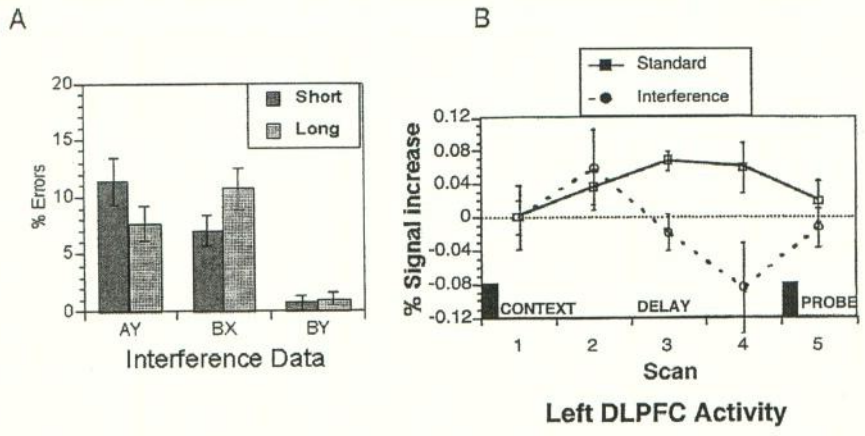 A
20
15
10
5
0
% Errors
Short
Long
AY BX BY
Interference Data
B
Standard
Interference
0.12
0.08
0.04
0
-0.04
-0.08
-0.12
% Signal increase
CONTEXT DELAY PROBE
1 2 3 4 5
Scan
Left DLPFC Activity